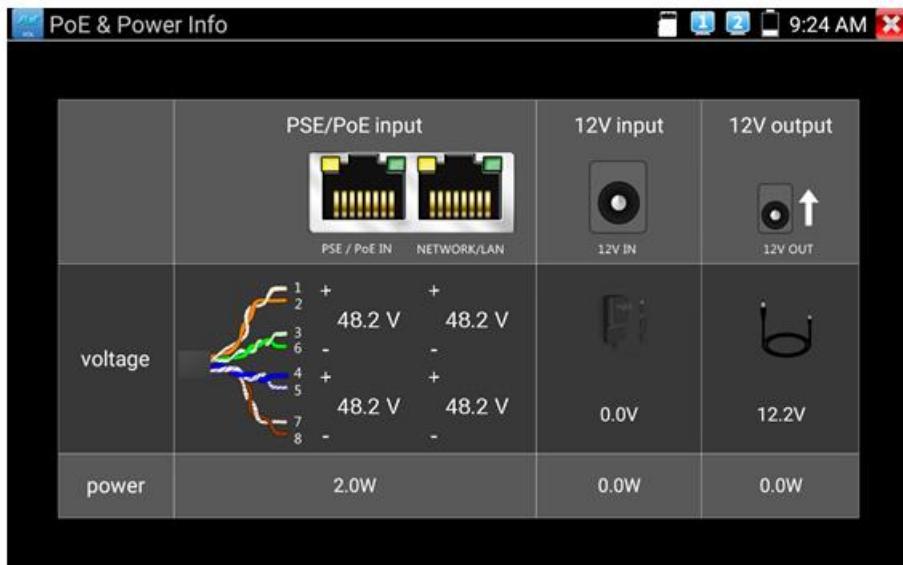 PoE & Power Info
1
2
9:24 AM
PSE/PoE input
12V input
12V output
PSE / PoE IN
NETWORK/LAN
12V IN
12V OUT
voltage
1 + +
2
48.2 V 48.2 V
3
6 - -
4 + +
5
48.2 V 48.2 V
7
8 - -
0.0V
12.2V
power
2.0W
0.0W
0.0W